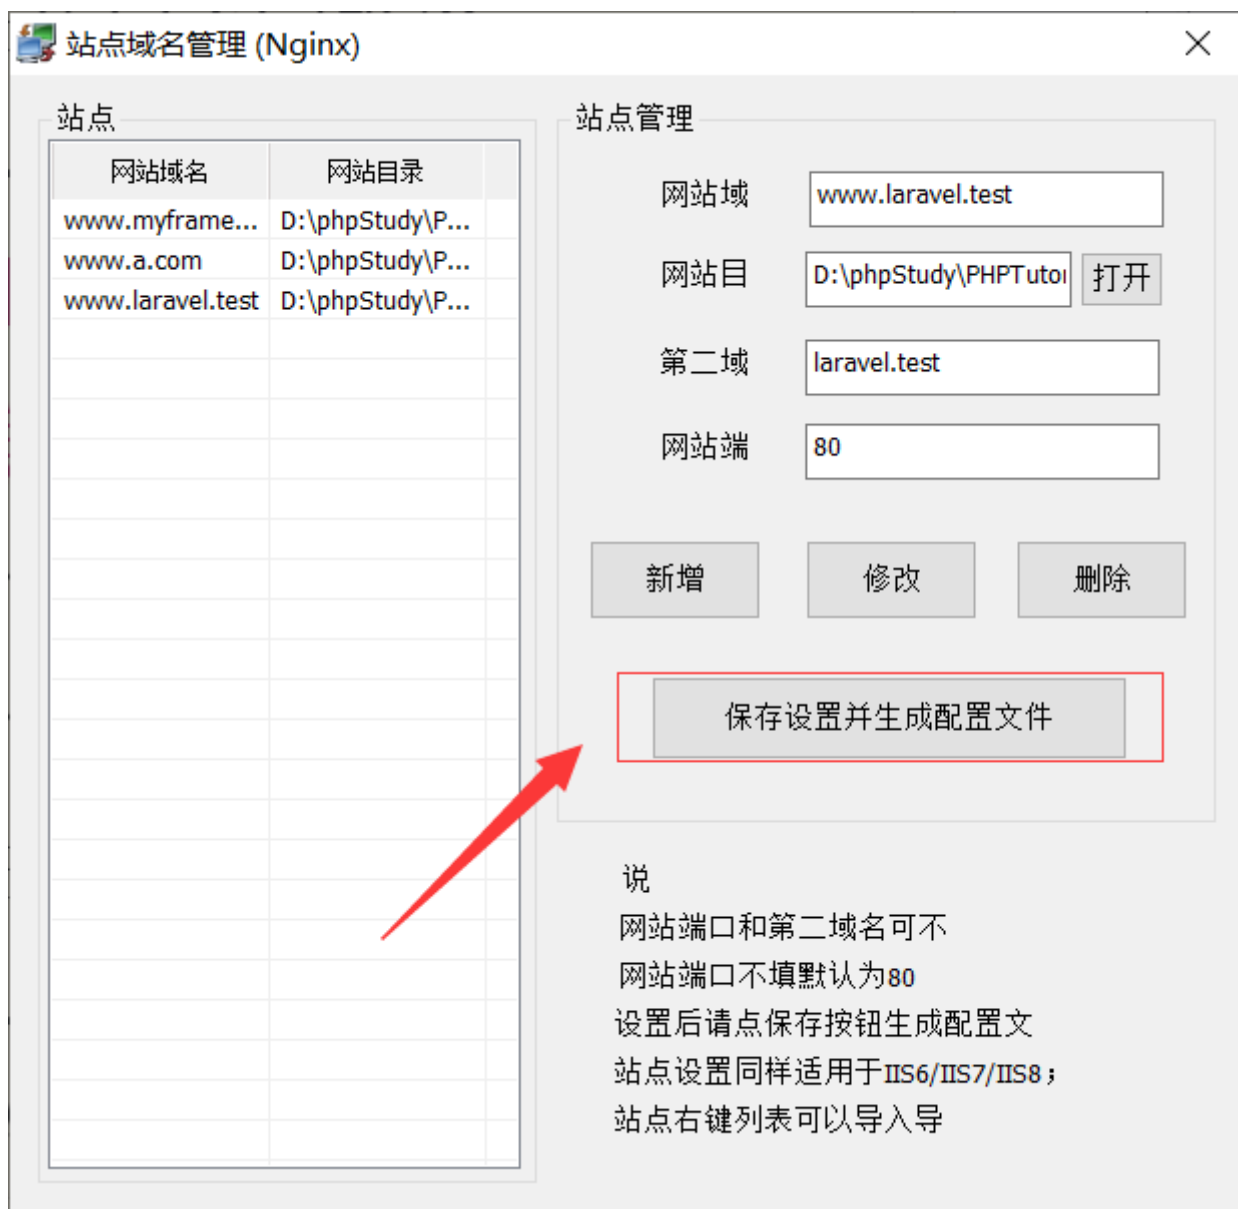 站点域名管理 (Nginx)
站点
网站域名 网站目录
www.myframe... D:\phpStudy\P...
www.a.com D:\phpStudy\P...
www.laravel.test D:\phpStudy\P...
站点管理
网站域 www.laravel.test
网站目 D:\phpStudy\PHPTutor 打开
第二域 laravel.test
网站端 80
新增 修改 删除
保存设置并生成配置文件
说
网站端口和第二域名可不
网站端口不填默认为80
设置后请点保存按钮生成配置文
站点设置同样适用于IIS6/IIS7/IIS8；
站点右键列表可以导入导